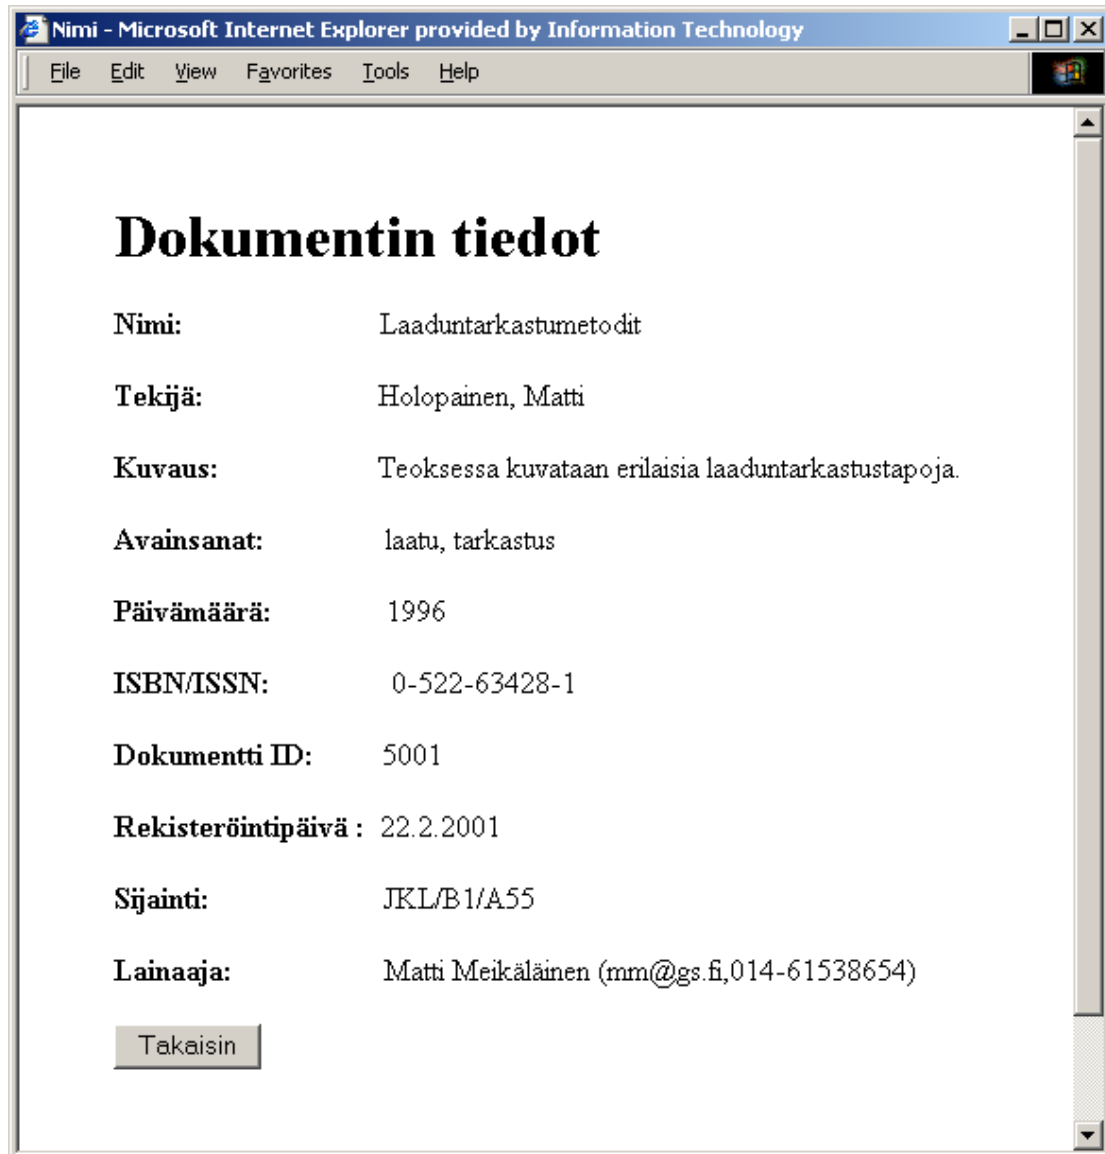 Nimi - Microsoft Internet Explorer provided by Information Technology
File Edit View Favorites Tools Help
Dokumentin tiedot
Nimi: Laaduntarkastumetodit
Tekijä: Holopainen, Matti
Kuvaus: Teoksessa kuvataan erilaisia laaduntarkastustapoja.
Avainsanat: laatu, tarkastus
Päivämäärä: 1996
ISBN/ISSN: 0-522-63428-1
Dokumentti ID: 5001
Rekisteröintipäivä : 22.2.2001
Sijainti: JKL/B1/A55
Lainaaja: Matti Meikäläinen (mm@gs.fi,014-61538654)
Takaisin